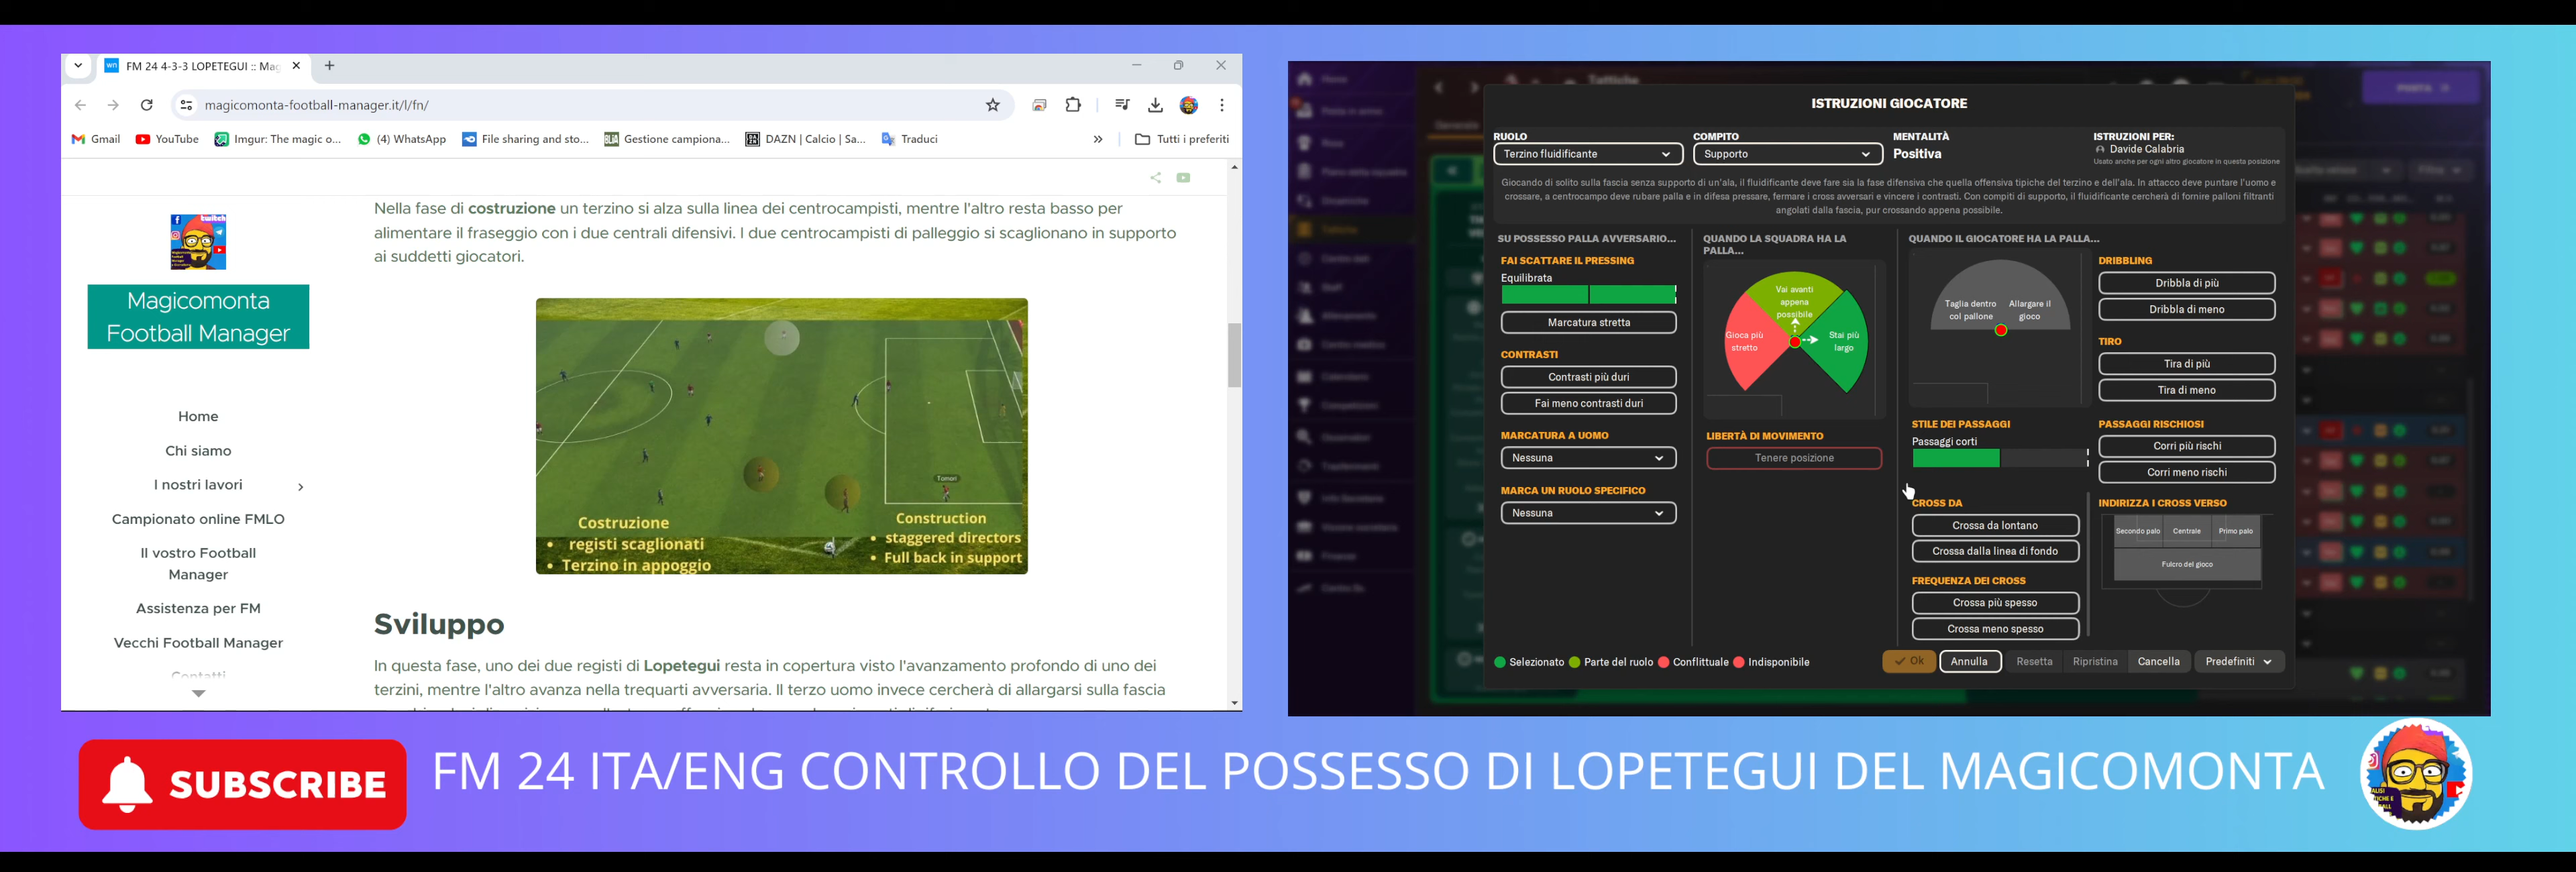 FM 24 4-3-3 LOPETEGUI :: Mag
magicomonta-football-manager.it/l/fn/
Gmail
YouTube
Imgur: The magic o...
(4) WhatsApp
File sharing and sto...
Gestione campiona...
DAZN | Calcio | Sa...
Traduci
»
Tutti i preferiti
Magicomonta
Football Manager
Home
Chi siamo
I nostri lavori
Campionato online FMLO
Il vostro Football
Manager
Assistenza per FM
Vecchi Football Manager
Contatti
Nella fase di costruzione un terzino si alza sulla linea dei centrocampisti, mentre l'altro resta basso per
alimentare il fraseggio con i due centrali difensivi. I due centrocampisti di palleggio si scaglionano in supporto
ai suddetti giocatori.
Tomori
Costruzione
• registi scaglionati
• Terzino in appoggio
Construction
• staggered directors
• Full back in support
Sviluppo
In questa fase, uno dei due registi di Lopetegui resta in copertura visto l'avanzamento profondo di uno dei
terzini, mentre l'altro avanza nella trequarti avversaria. Il terzo uomo invece cercherà di allargarsi sulla fascia
Tattiche
ISTRUZIONI GIOCATORE
RUOLO
Terzino fluidificante
COMPITO
Supporto
MENTALITÀ
Positiva
ISTRUZIONI PER:
Davide Calabria
Usato anche per ogni altro giocatore in questa posizione
Giocando di solito sulla fascia senza supporto di un'ala, il fluidificante deve fare sia la fase difensiva che quella offensiva tipiche del terzino e dell'ala. In attacco deve puntare l'uomo e
crossare, a centrocampo deve rubare palla e in difesa pressare, fermare i cross avversari e vincere i contrasti. Con compiti di supporto, il fluidificante cercherà di fornire palloni filtranti
angolati dalla fascia, pur crossando appena possibile.
SU POSSESSO PALLA AVVERSARIO...
FAI SCATTARE IL PRESSING
Equilibrata
Marcatura stretta
CONTRASTI
Contrasti più duri
Fai meno contrasti duri
MARCATURA A UOMO
Nessuna
MARCA UN RUOLO SPECIFICO
Nessuna
QUANDO LA SQUADRA HA LA
PALLA...
Vai avanti
appena
possibile
Gioca più
stretto
Stai più
largo
LIBERTÀ DI MOVIMENTO
Tenere posizione
QUANDO IL GIOCATORE HA LA PALLA...
Taglia dentro
col pallone
Allargare il
gioco
STILE DEI PASSAGGI
Passaggi corti
CROSS DA
Crossa da lontano
Crossa dalla linea di fondo
FREQUENZA DEI CROSS
Crossa più spesso
Crossa meno spesso
DRIBBLING
Dribbla di più
Dribbla di meno
TIRO
Tira di più
Tira di meno
PASSAGGI RISCHIOSI
Corri più rischi
Corri meno rischi
INDIRIZZA I CROSS VERSO
Secondo palo
Centrale
Primo palo
Fulcro del gioco
Selezionato
Parte del ruolo
Conflittuale
Indisponibile
Ok
Annulla
Resetta
Ripristina
Cancella
Predefiniti
SUBSCRIBE
FM 24 ITA/ENG CONTROLLO DEL POSSESSO DI LOPETEGUI DEL MAGICOMONTA